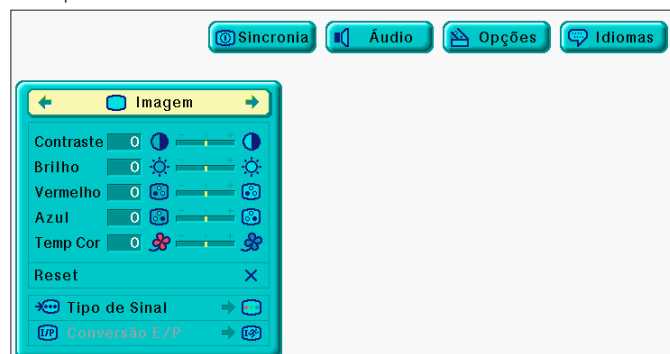 Sincronia Áudio Opções Idiomas
Imagem
Contraste 0
Brilho 0
Vermelho 0
Azul 0
Temp Cor 0
Reset
Tipo de Sinal
I/P Conversão E/P